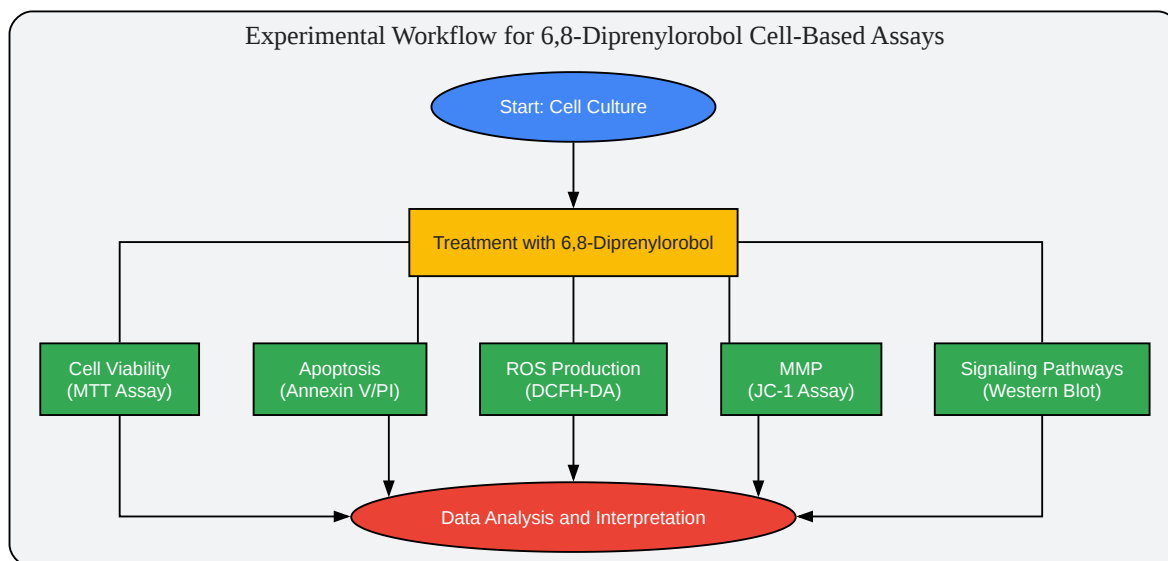 Experimental Workflow for 6,8-Diprenylorobol Cell-Based Assays
Start: Cell Culture
Treatment with 6,8-Diprenylorobol
Cell Viability
(MTT Assay)
Apoptosis
(Annexin V/PI)
ROS Production
(DCFH-DA)
MMP
(JC-1 Assay)
Signaling Pathways
(Western Blot)
Data Analysis and Interpretation